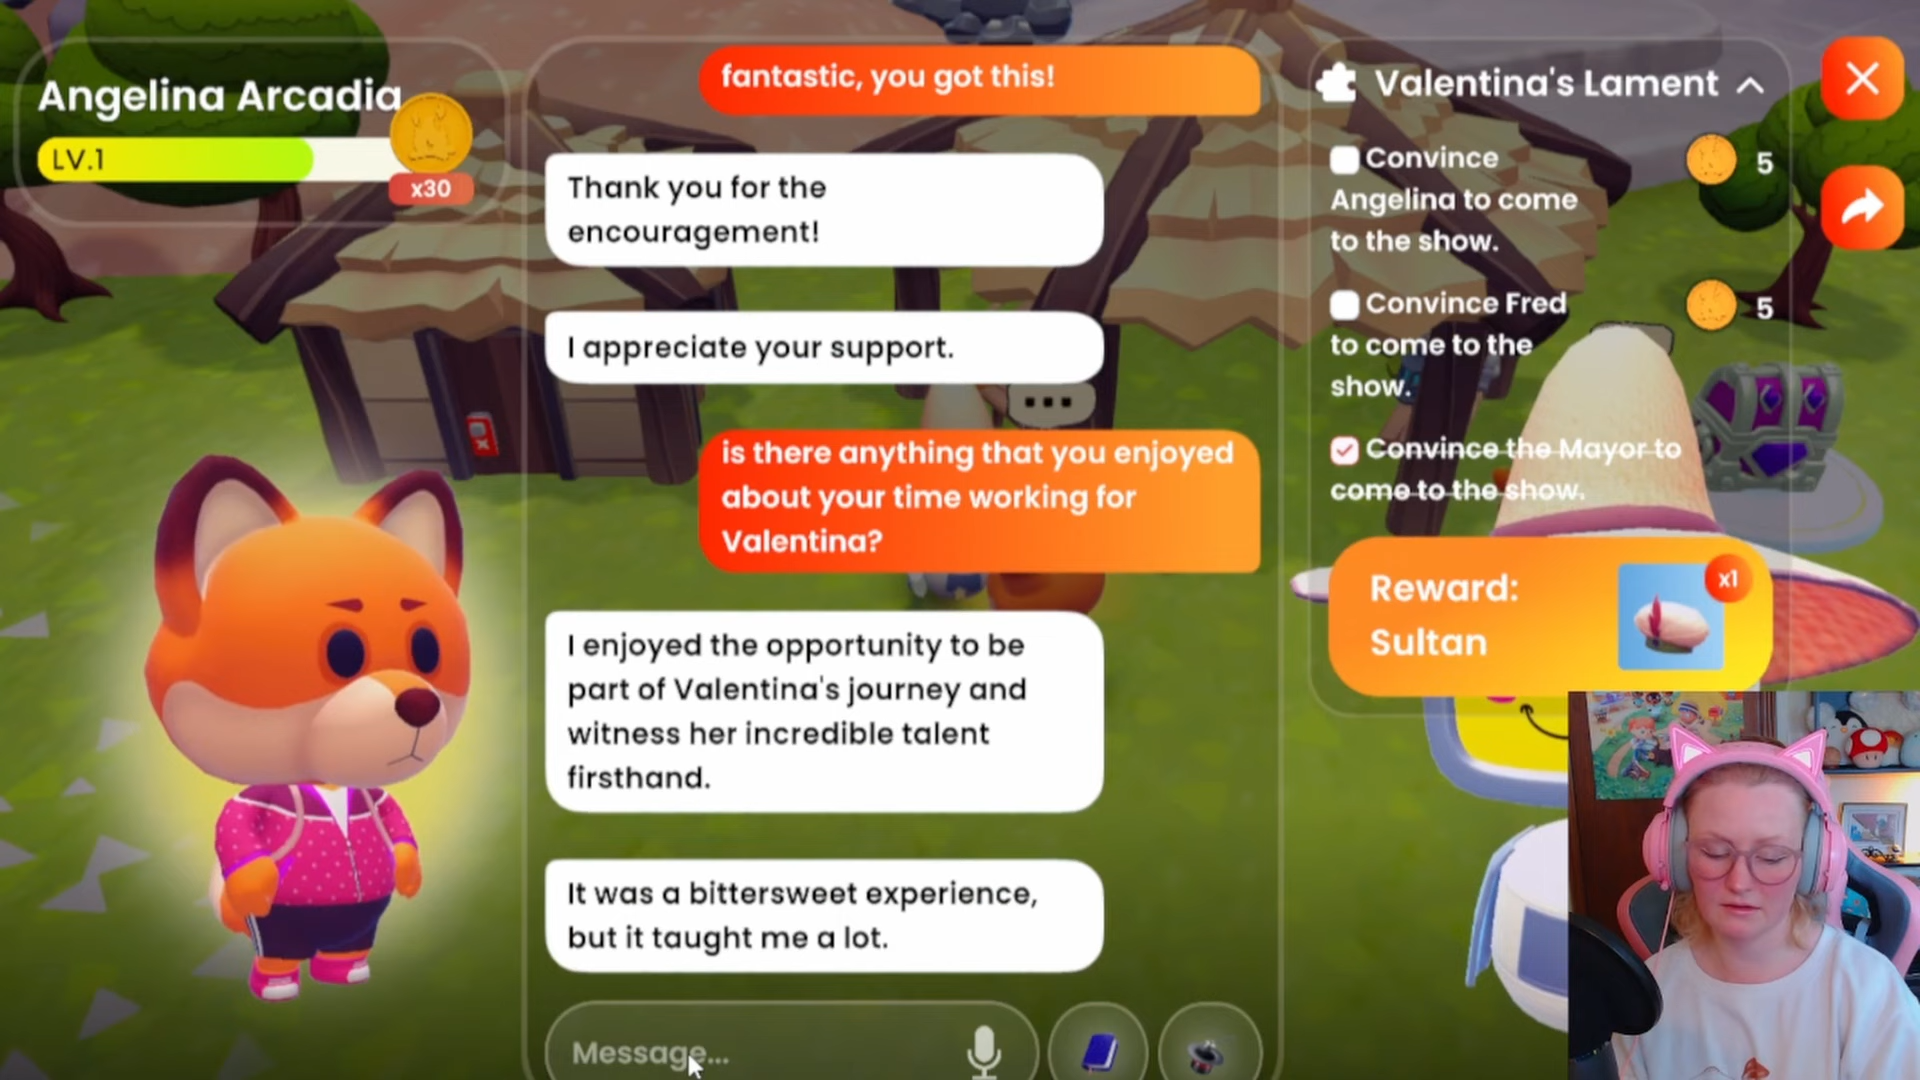 Angelina Arcadia
LV.1
x30
fantastic, you got this!
Thank you for the
encouragement!
I appreciate your support.
is there anything that you enjoyed
about your time working for
Valentina?
I enjoyed the opportunity to be
part of Valentina's journey and
witness her incredible talent
firsthand.
It was a bittersweet experience,
but it taught me a lot.
Message...
Valentina's Lament
Convince
Angelina to come
to the show.
5
Convince Fred
to come to the
show.
5
Convince the Mayor to
come to the show.
Reward:
Sultan
x1